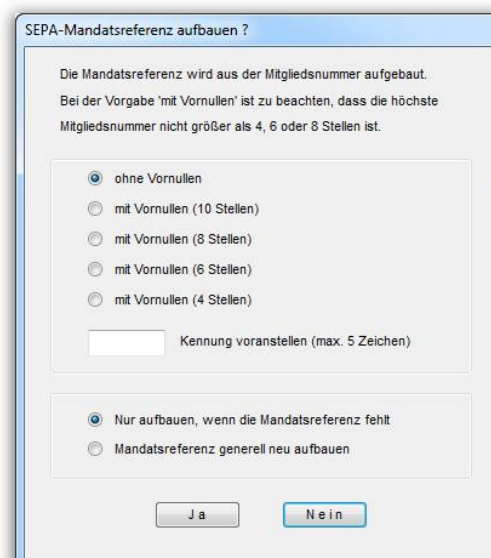 SEPA-Mandatsreferenz aufbauen ?
Die Mandatsreferenz wird aus der Mitgliedsnummer aufgebaut.
Bei der Vorgabe 'mit Vornullen' ist zu beachten, dass die höchste
Mitgliedsnummer nicht größer als 4, 6 oder 8 Stellen ist.
ohne Vornullen
mit Vornullen (10 Stellen)
mit Vornullen (8 Stellen)
mit Vornullen (6 Stellen)
mit Vornullen (4 Stellen)
Kennung voranstellen (max. 5 Zeichen)
Nur aufbauen, wenn die Mandatsreferenz fehlt
Mandatsreferenz generell neu aufbauen
J a N e i n